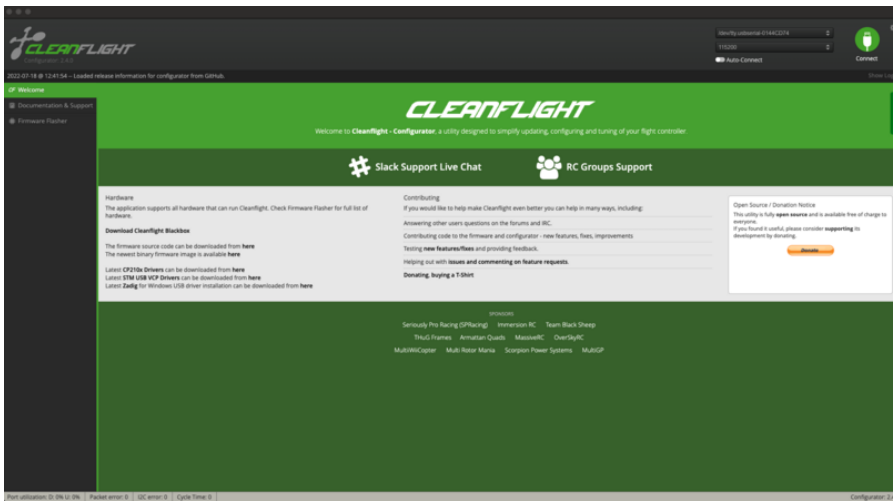 CLEANFLIGHT
Configurator: 2.4.0
/dev/tty.usbserial-01A4CD74
115200
Auto-Connect
Connect
2022-07-18 @ 12:41:54 -- Loaded release information for configurator from GitHub.
Show Log
Welcome
Documentation & Support
Firmware Flasher
CLEANFLIGHT
Welcome to Cleanflight - Configurator, a utility designed to simplify updating, configuring and tuning of your flight controller.
Slack Support Live Chat
RC Groups Support
Hardware
The application supports all hardware that can run Cleanflight. Check Firmware Flasher for full list of
hardware.
Download Cleanflight Blackbox
The firmware source code can be downloaded from here
The newest binary firmware image is available here
Latest CP210x Drivers can be downloaded from here
Latest STM USB VCP Drivers can be downloaded from here
Latest Zadig for Windows USB driver installation can be downloaded from here
Contributing
If you would like to help make Cleanflight even better you can help in many ways, including:
Answering other users questions on the forums and IRC.
Contributing code to the firmware and configurator - new features, fixes, improvements
Testing new features/fixes and providing feedback.
Helping out with issues and commenting on feature requests.
Donating, buying a T-Shirt
Open Source / Donation Notice
This utility is fully open source and is available free of charge to
everyone.
If you found it useful, please consider supporting its
development by donating.
Donate
SPONSORS
Seriously Pro Racing (SPRacing) Immersion RC Team Black Sheep
THuG Frames Armattan Quads MassiveRC OverSkyRC
MultiWiiCopter Multi Rotor Mania Scorpion Power Systems MultiGP
Port utilization: D: 0% U: 0% Packet error: 0 I2C error: 0 Cycle Time: 0
Configurator: 2.